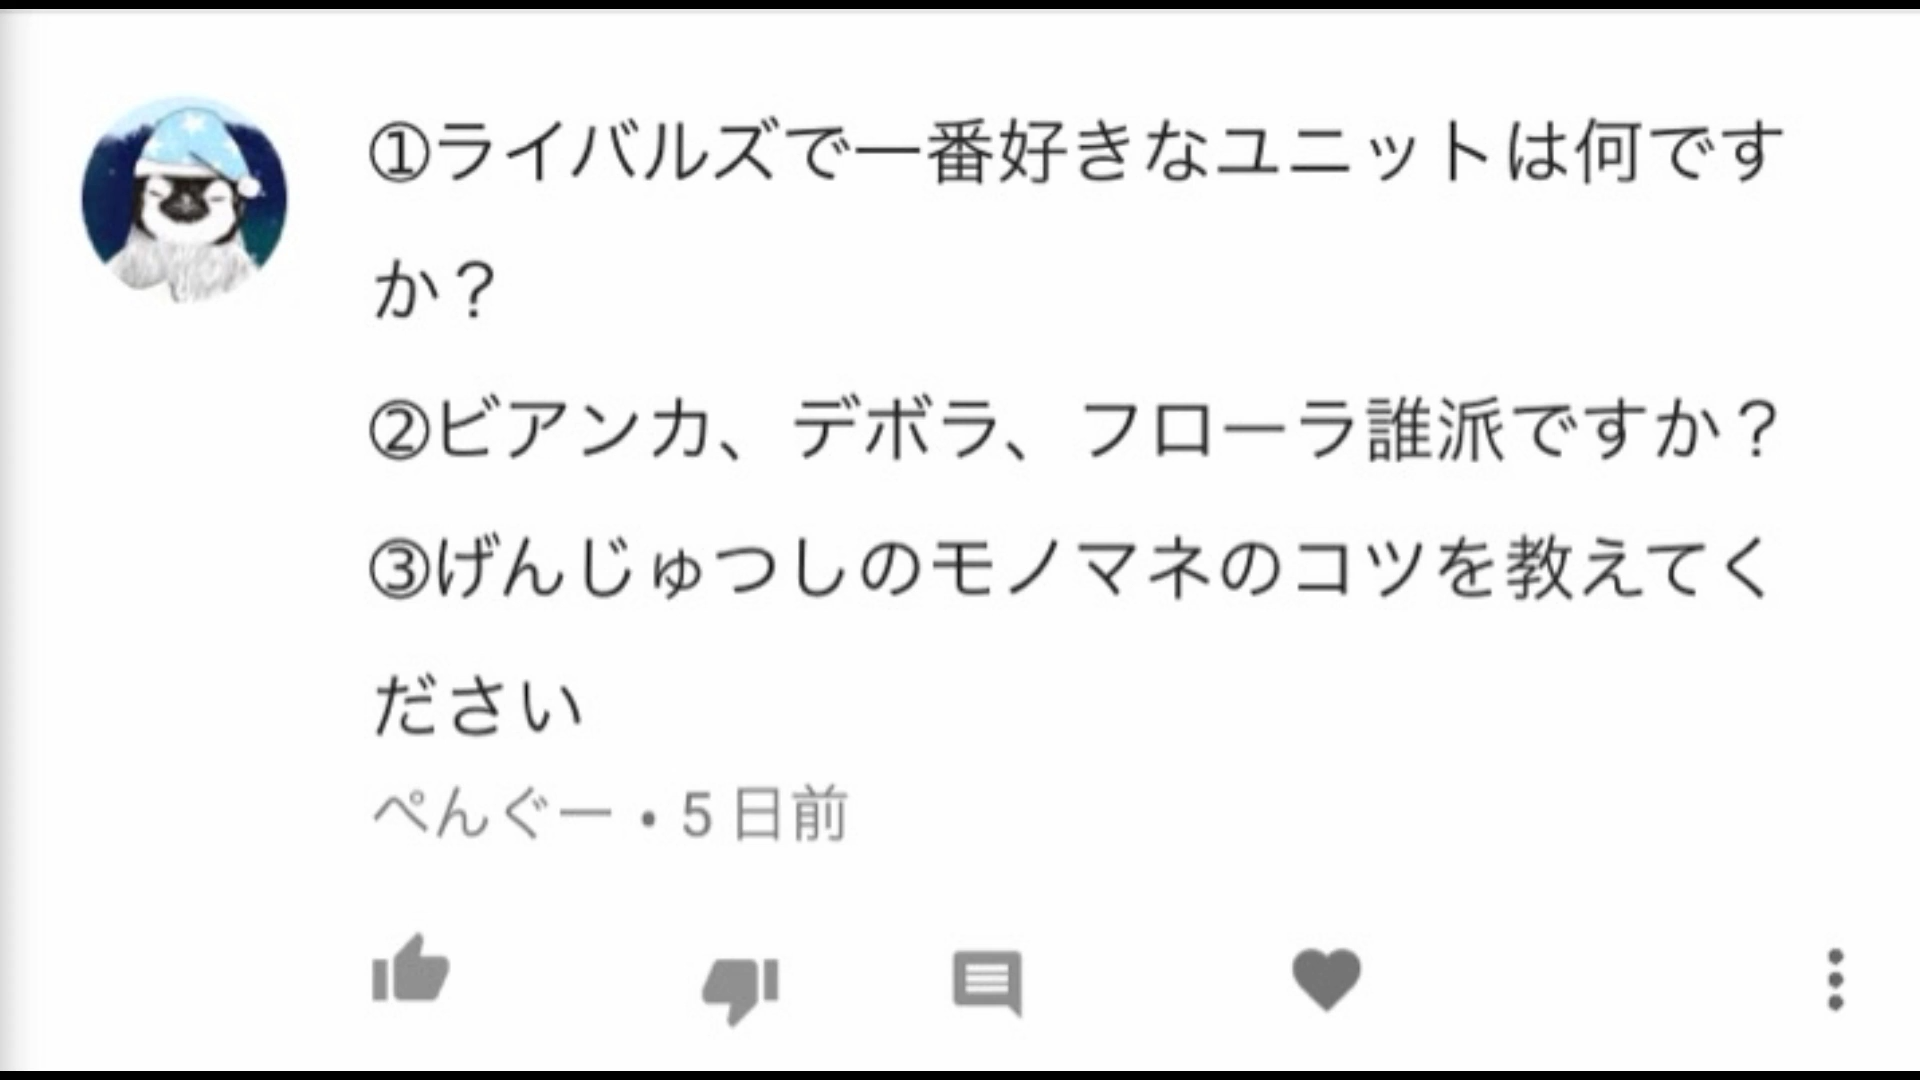 ①ライバルズで一番好きなユニットは何です
か？
②ビアンカ、デボラ、フローラ誰派ですか？
③げんじゅつしのモノマネのコツを教えてく
ださい
ぺんぐー • 5 日前